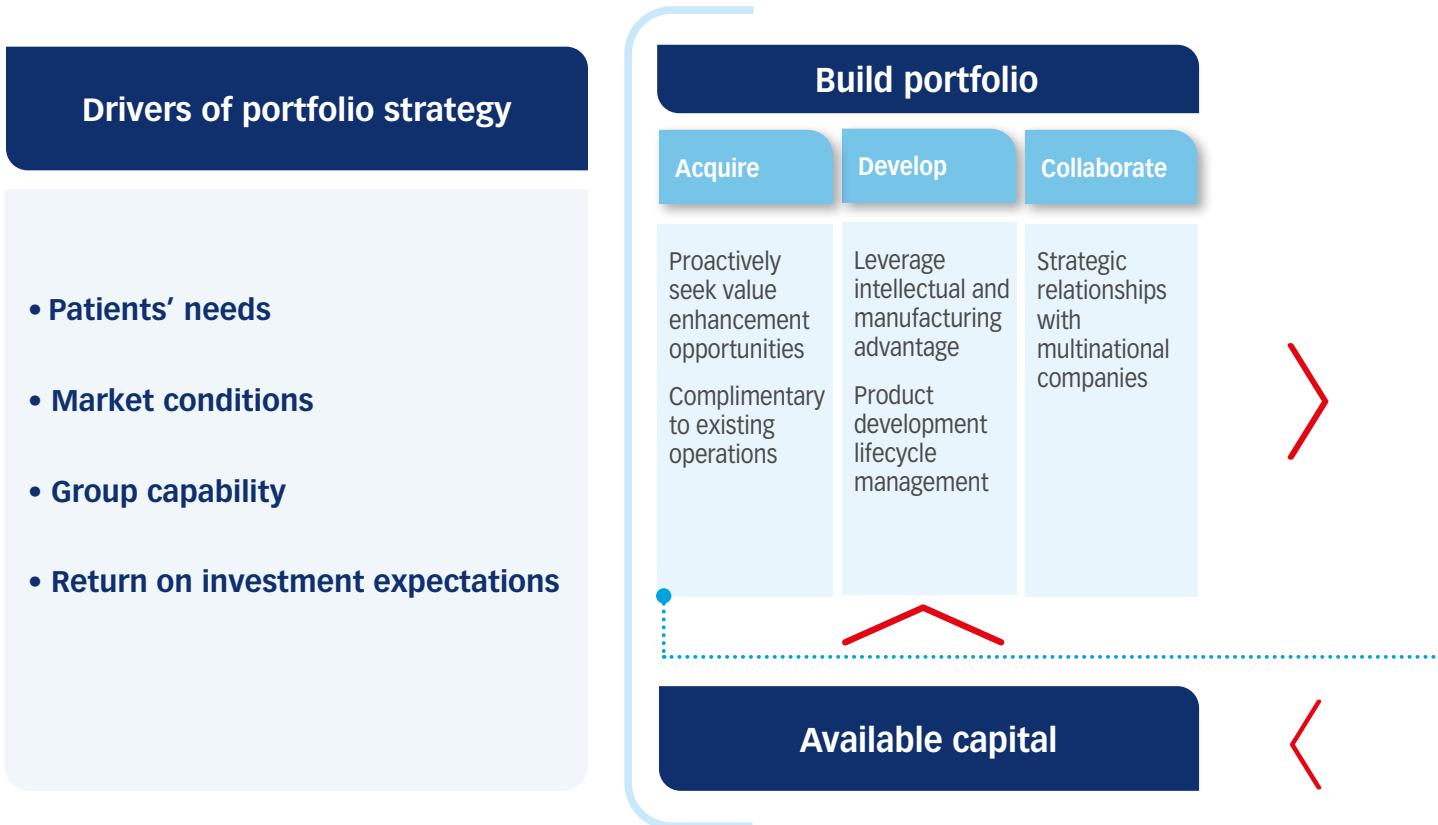 Drivers of portfolio strategy
• Patients’ needs
• Market conditions
• Group capability
• Return on investment expectations
Build portfolio
Acquire
Proactively
seek value
enhancement
opportunities
Complimentary
to existing
operations
Develop
Leverage
intellectual and
manufacturing
advantage
Product
development
lifecycle
management
Collaborate
Strategic
relationships
with
multinational
companies
Available capital